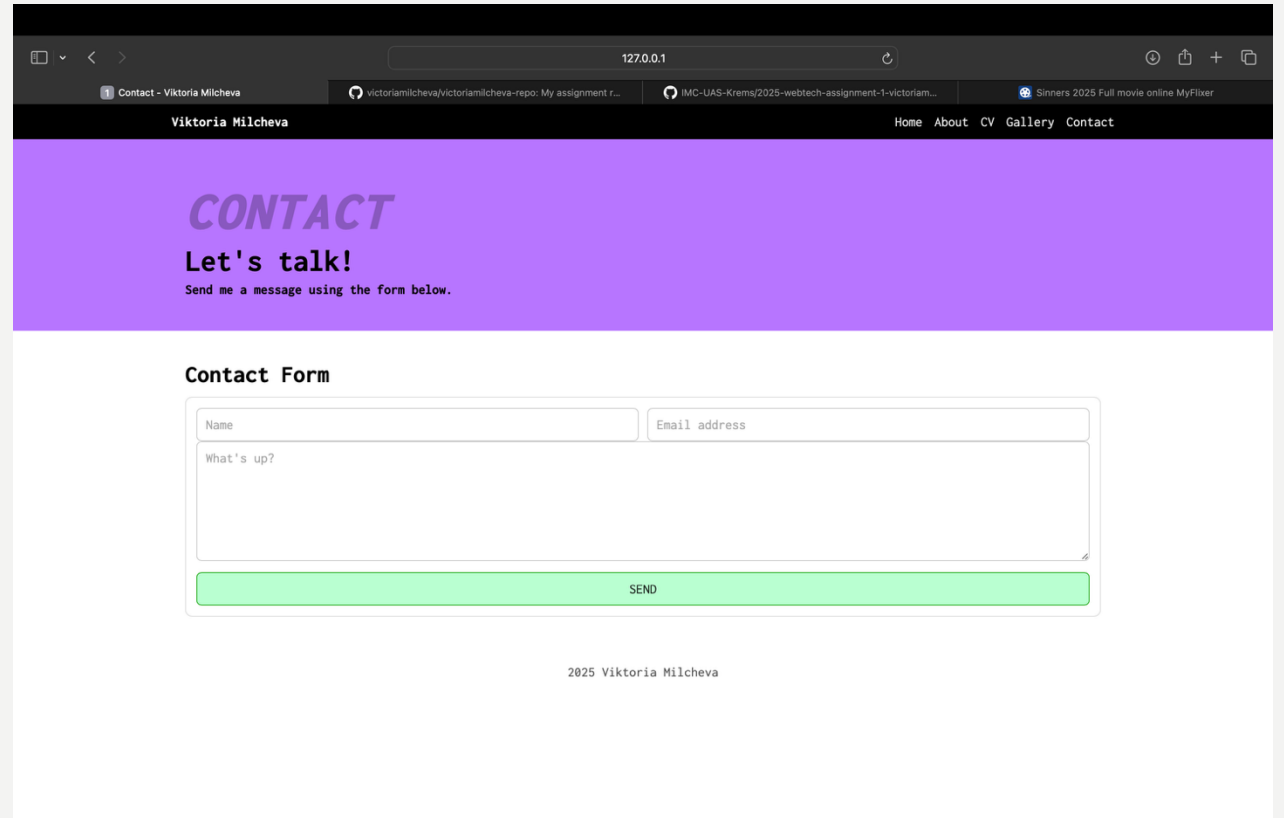 127.0.0.1
1 Contact - Viktoria Milcheva
victoriamilcheva/victoriamilcheva-repo: My assignment r...
IMC-UAS-Krems/2025-webtech-assignment-1-victoriam...
Sinners 2025 Full movie online MyFlixer
Viktoria Milcheva
Home About CV Gallery Contact
CONTACT
Let's talk!
Send me a message using the form below.
Contact Form
Name
Email address
What's up?
SEND
2025 Viktoria Milcheva